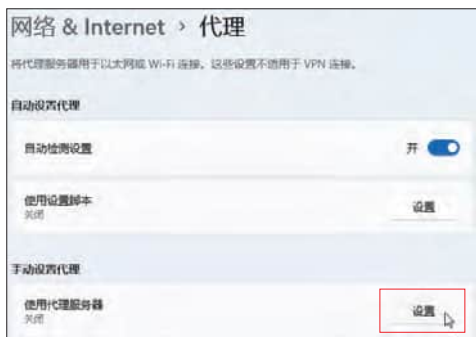 网络 & Internet › 代理
将代理服务器用于以太网或 Wi-Fi 连接。这些设置不适用于 VPN 连接。
自动设置代理
自动检测设置 开
使用设置脚本 设置
关闭
手动设置代理
使用代理服务器 设置
关闭